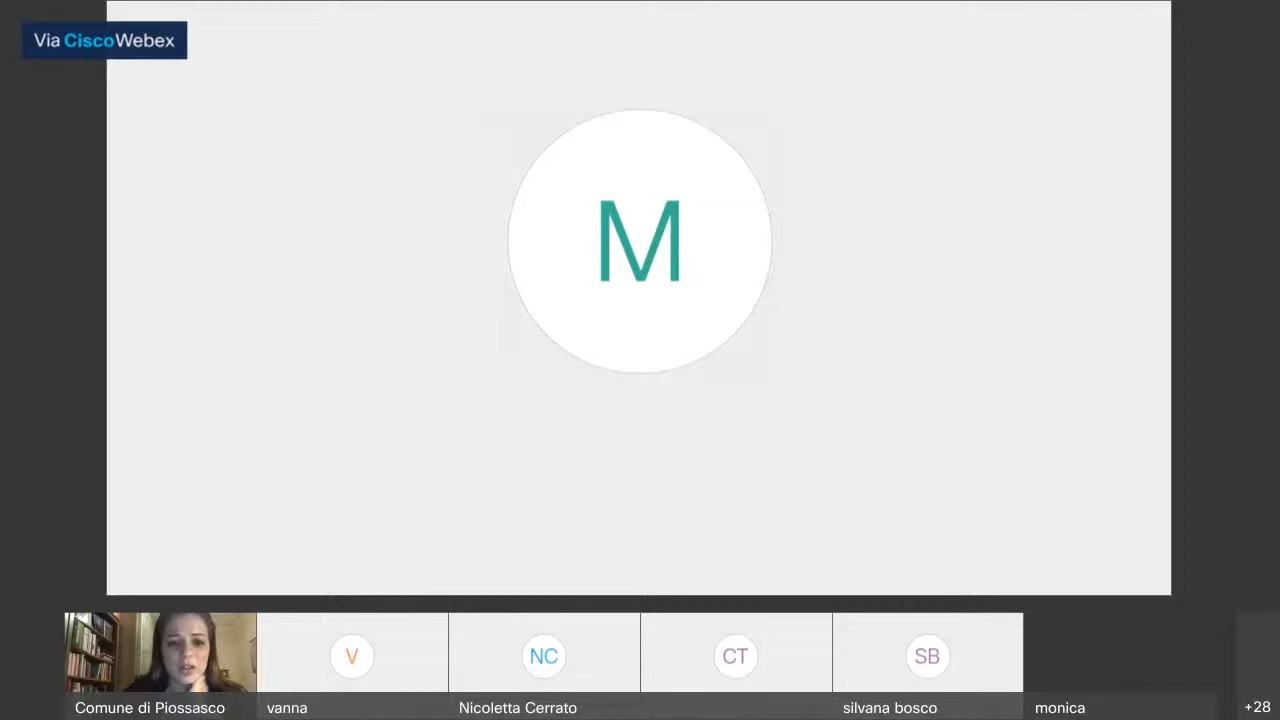 Via CiscoWebex
M
V
NC
CT
SB
Comune di Piossasco
vanna
Nicoletta Cerrato
silvana bosco
monica
+28